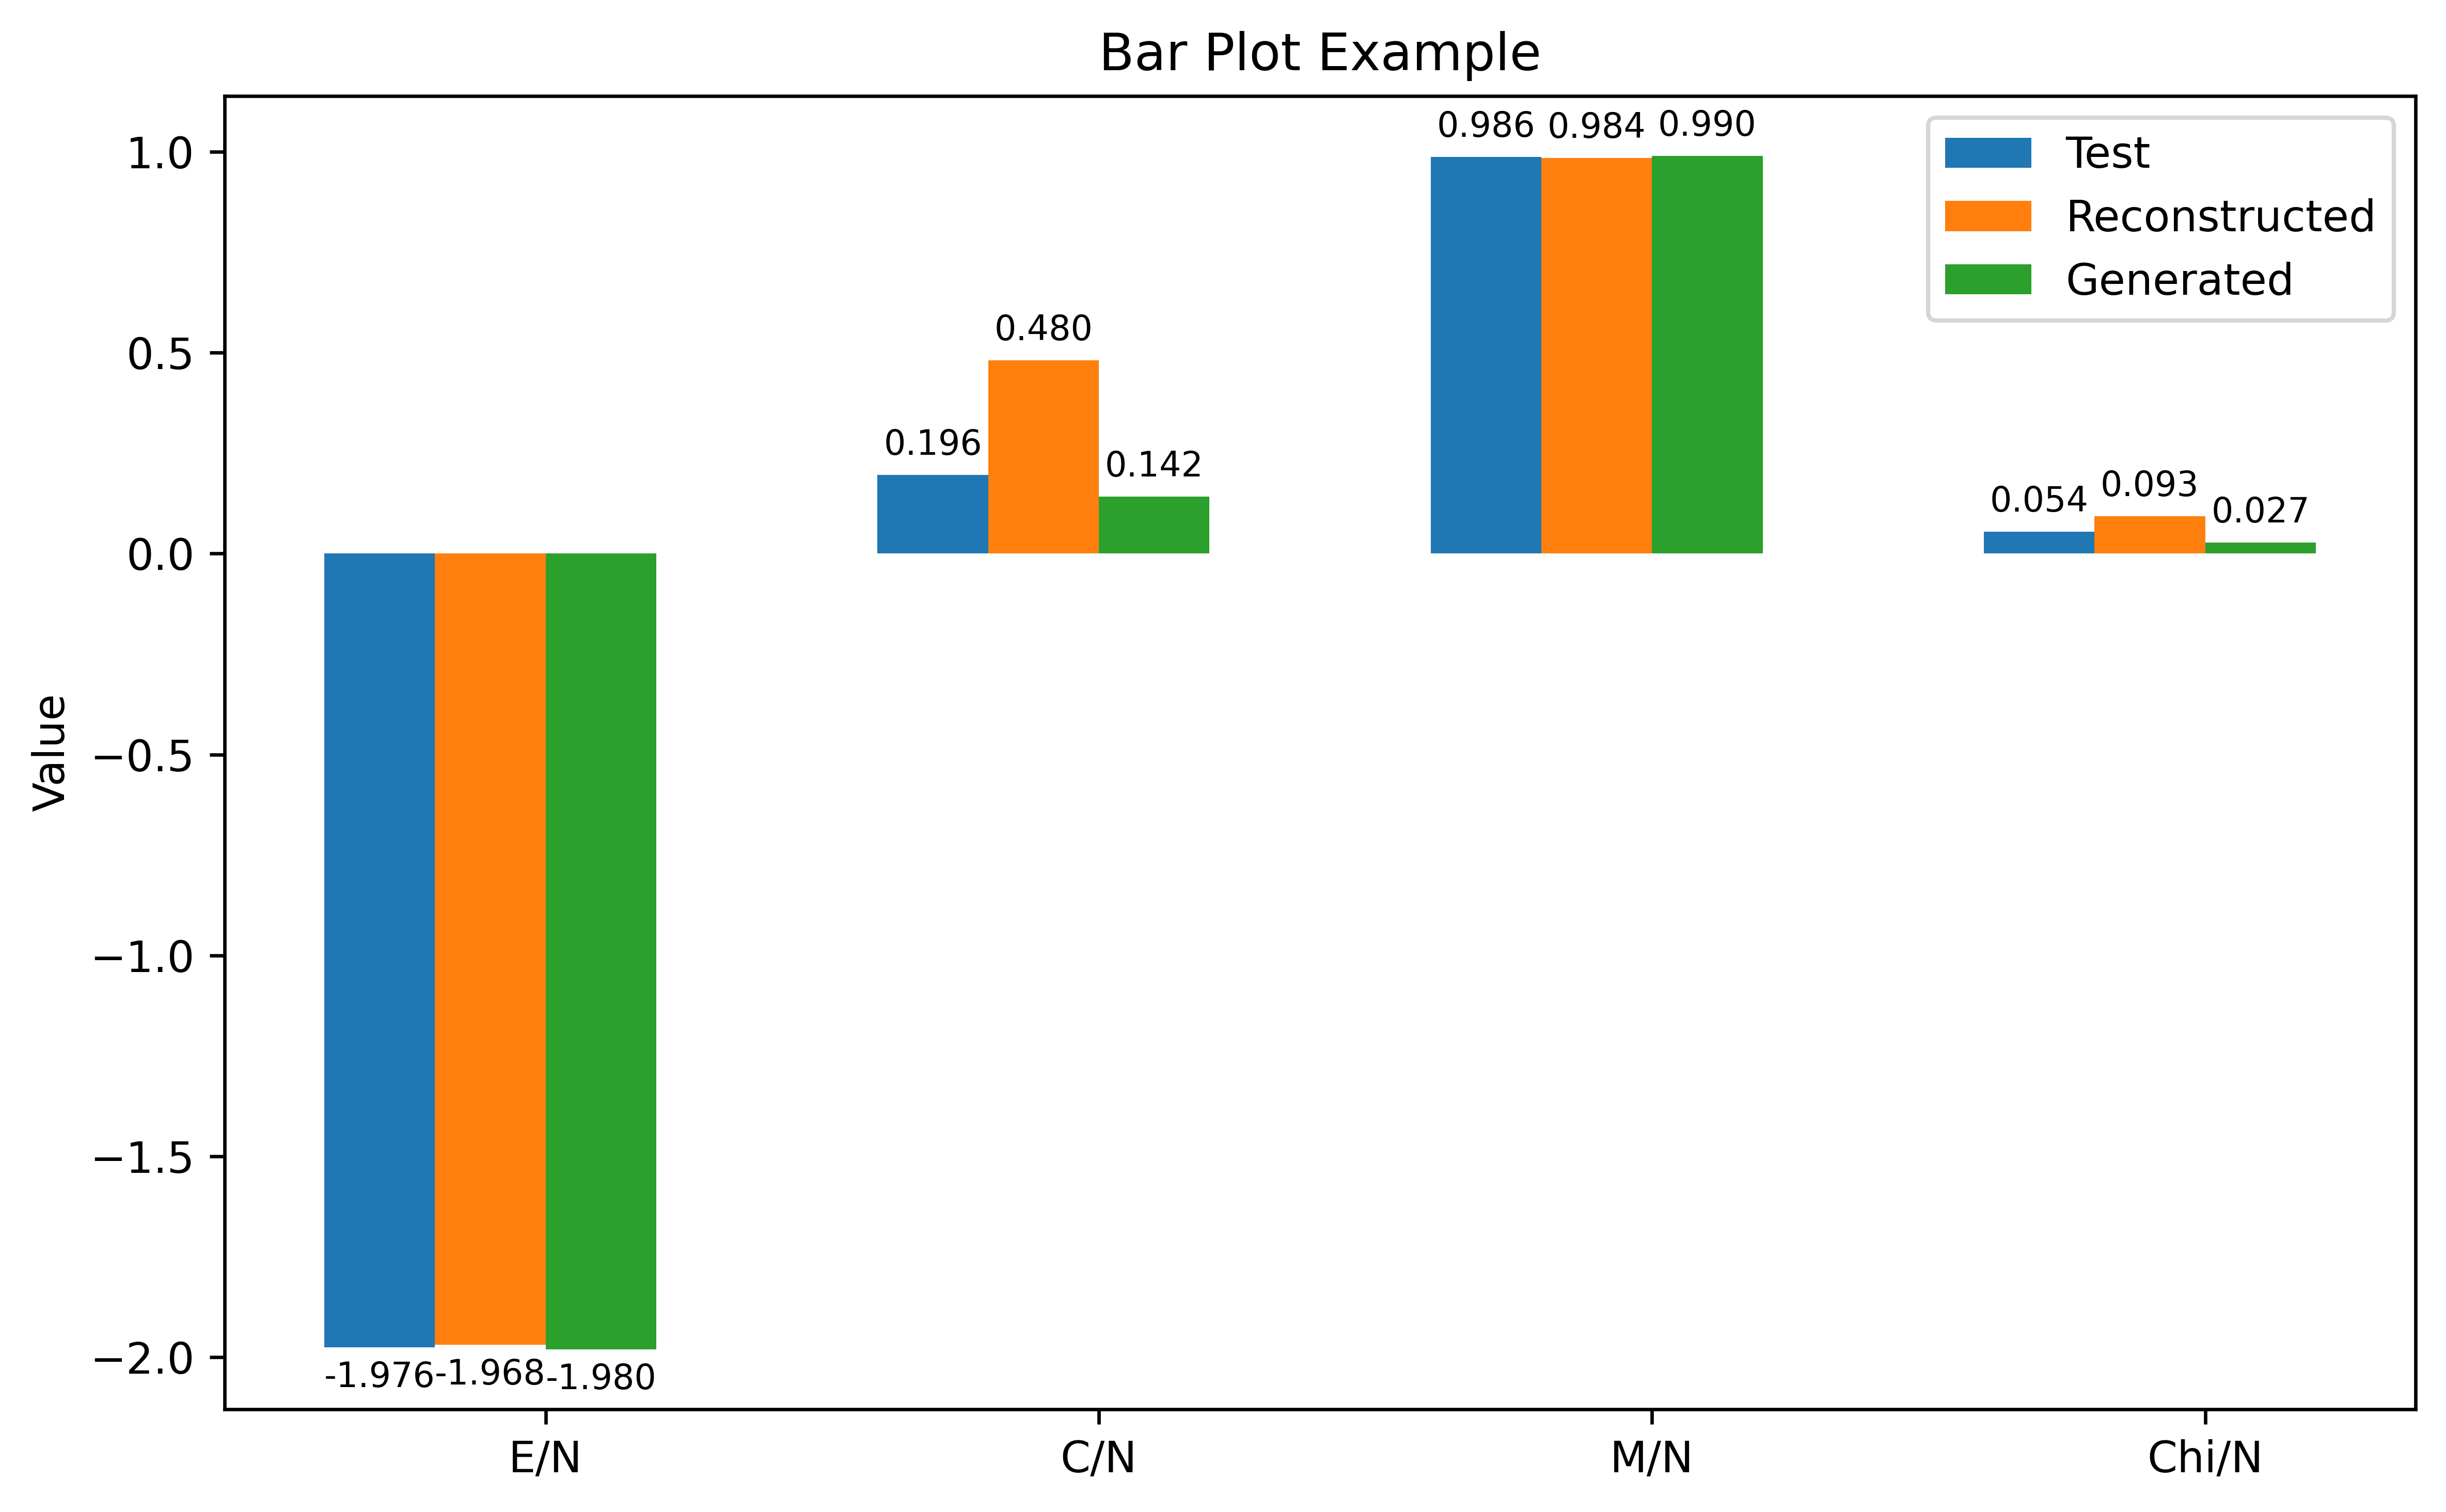 Bar Plot Example
1.0
0.5
0.0
−0.5
−1.0
−1.5
−2.0
Value
0.986 0.984 0.990
0.480
0.196
0.142
0.054 0.093 0.027
-1.976 -1.968 -1.980
Test
Reconstructed
Generated
E/N C/N M/N Chi/N